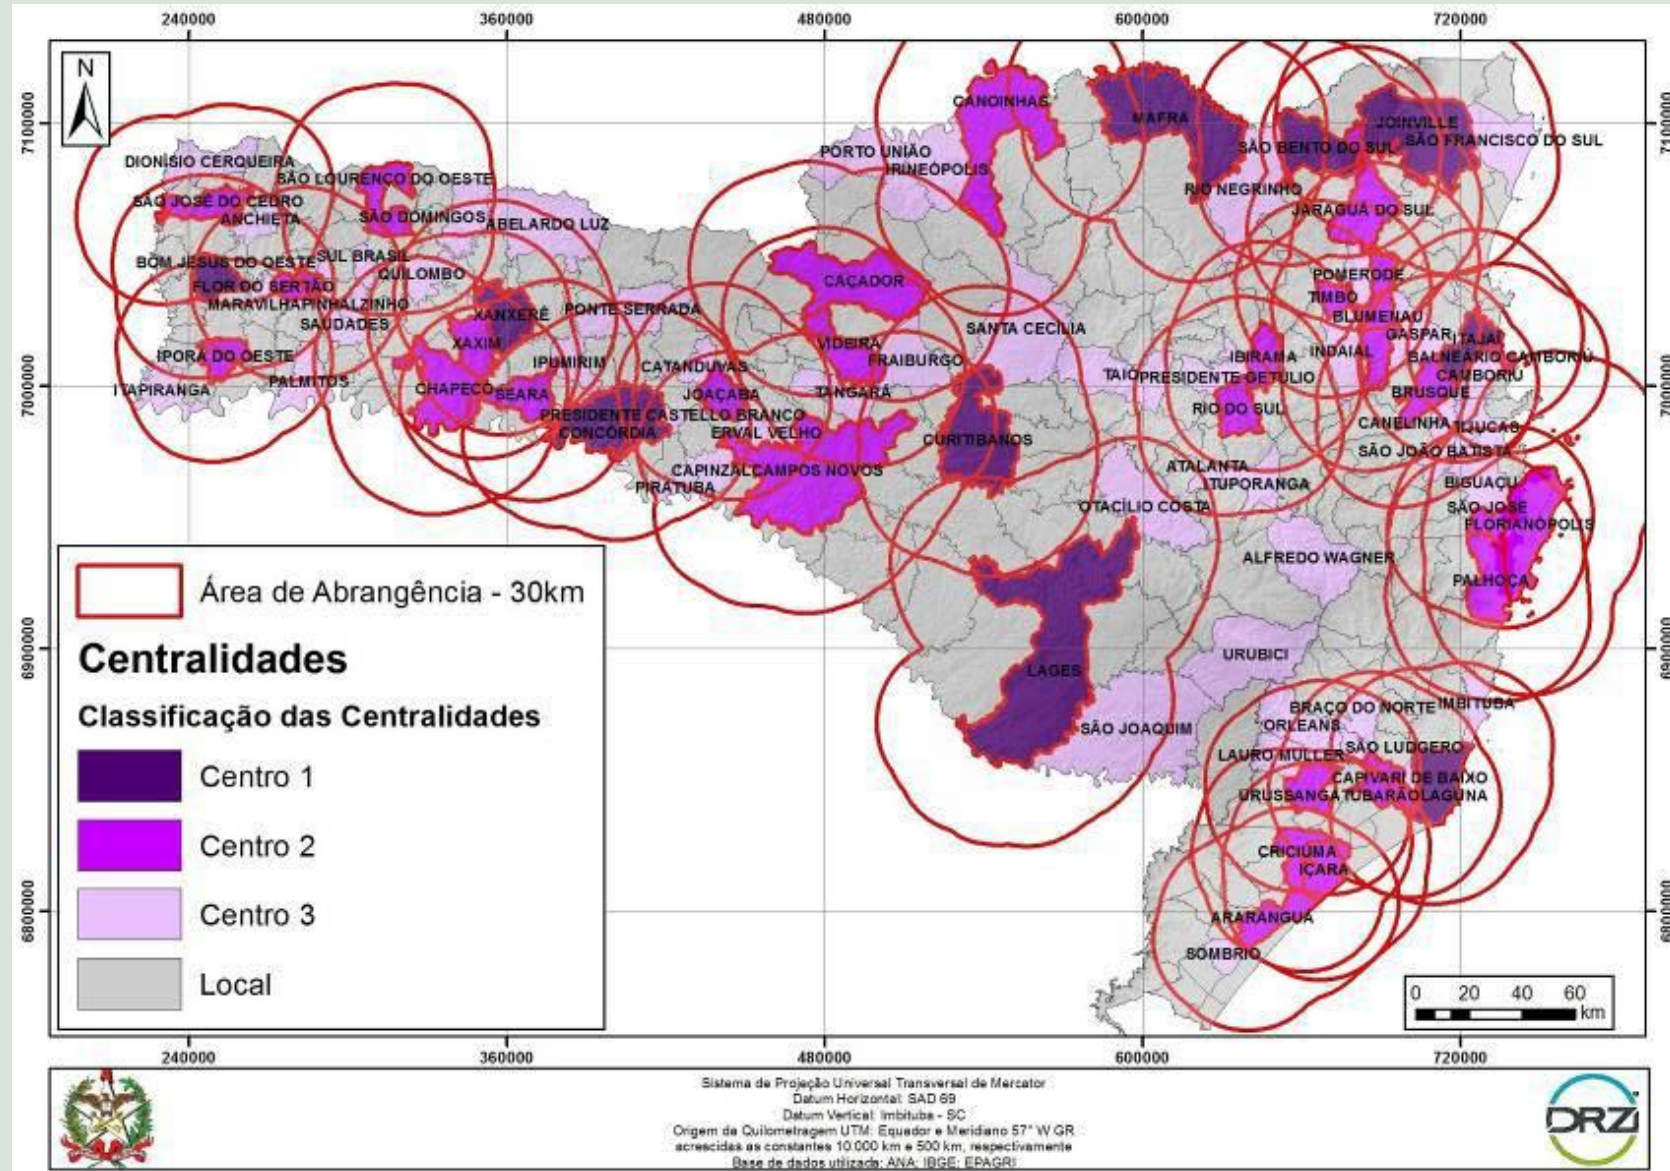 240000 360000 480000 600000 720000
N
7100000 7100000
7000000 7000000
6900000 6900000
6800000 6800000
CANOINHAS
MAFRA
JOINVILLE
SÃO BENTO DO SUL
SÃO FRANCISCO DO SUL
PORTO UNIÃO
IRINEÓPOLIS
RIO NEGRINHO
JARAGUÁ DO SUL
DIONÍSIO CERQUEIRA
SÃO LOURENÇO DO OESTE
SÃO JOSÉ DO CEDRO
ANCHIETA
SÃO DOMINGOS
ABELARDO LUZ
BOM JESUS DO OESTE
SUL BRASIL
QUILOMBO
FLOR DO SERTÃO
MARAVILHA
PINHALZINHO
SAUDADES
XANXERÊ
PONTE SERRADA
XAXIM
IPORÃ DO OESTE
IPUMIRIM
ITAPIRANGA
PALMITOS
CHAPECÓ
SEARA
CATANDUVAS
JOAÇABA
PRESIDENTE CASTELLO BRANCO
CONCÓRDIA
ERVAL VELHO
CAÇADOR
VIDEIRA
FRAIBURGO
TANGARÁ
SANTA CECÍLIA
CURITIBANOS
CAPINZAL
CAMPOS NOVOS
PIRATUBA
POMERODE
TIMBÓ
BLUMENAU
GASPAR
ITAJAÍ
IBIRAMA
INDAIAL
BALNEÁRIO CAMBORIÚ
CAMBORIÚ
TAIÓ
PRESIDENTE GETÚLIO
BRUSQUE
RIO DO SUL
CANELINHA
TIJUCAS
SÃO JOÃO BATISTA
ATALANTA
ITUPORANGA
BIGUAÇU
OTACÍLIO COSTA
SÃO JOSÉ
FLORIANÓPOLIS
ALFREDO WAGNER
PALHOÇA
URUBICI
LAGES
SÃO JOAQUIM
BRAÇO DO NORTE
IMBITUBA
ORLEANS
LAURO MULLER
SÃO LUDGERO
CAPIVARI DE BAIXO
URUSSANGA
TUBARÃO
LAGUNA
CRICIÚMA
IÇARA
ARARANGUÁ
SOMBRIO
Área de Abrangência - 30km
Centralidades
Classificação das Centralidades
Centro 1
Centro 2
Centro 3
Local
0 20 40 60
km
240000 360000 480000 600000 720000
Sistema de Projeção Universal Transversal de Mercator
Datum Horizontal: SAD 69
Datum Vertical: Imbituba - SC
Origem da Quilometragem UTM: Equador e Meridiano 57° W GR
acrescidas as constantes 10.000 km e 500 km, respectivamente
Base de dados utilizada: ANA; IBGE; EPAGRI
DRZ